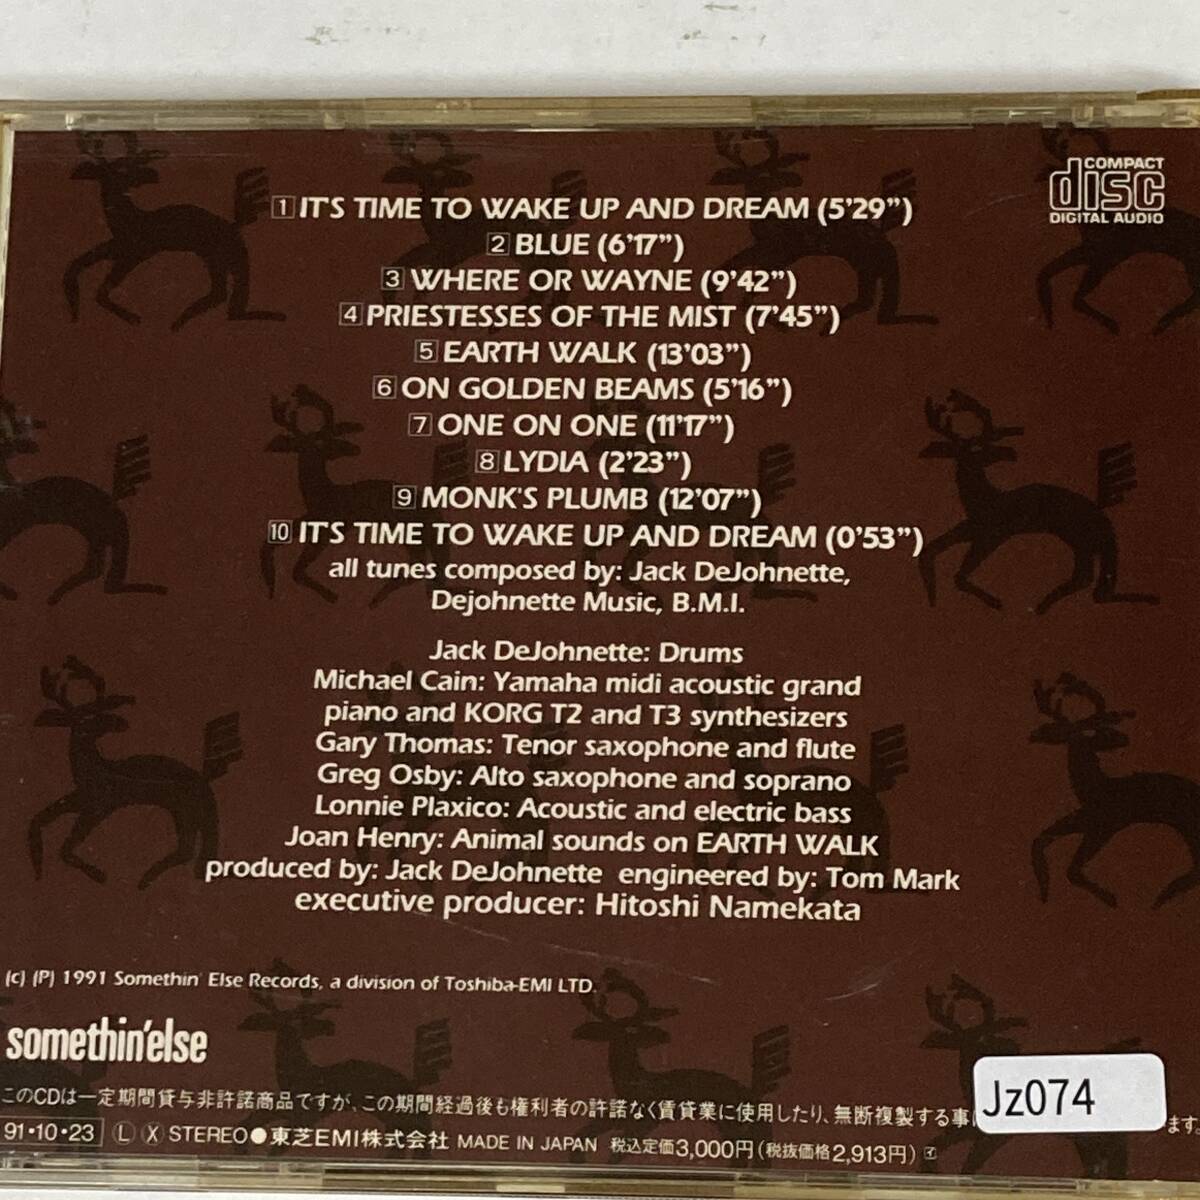 COMPACT
disc
DIGITAL AUDIO
1 IT'S TIME TO WAKE UP AND DREAM (5'29")
2 BLUE (6'17")
3 WHERE OR WAYNE (9'42")
4 PRIESTESSES OF THE MIST (7'45")
5 EARTH WALK (13'03")
6 ON GOLDEN BEAMS (5'16")
7 ONE ON ONE (11'17")
8 LYDIA (2'23")
9 MONK'S PLUMB (12'07")
10 IT'S TIME TO WAKE UP AND DREAM (0'53")
all tunes composed by: Jack DeJohnette,
Dejohnette Music, B.M.I.
Jack DeJohnette: Drums
Michael Cain: Yamaha midi acoustic grand
piano and KORG T2 and T3 synthesizers
Gary Thomas: Tenor saxophone and flute
Greg Osby: Alto saxophone and soprano
Lonnie Plaxico: Acoustic and electric bass
Joan Henry: Animal sounds on EARTH WALK
produced by: Jack DeJohnette engineered by: Tom Mark
executive producer: Hitoshi Namekata
(c) (P) 1991 Somethin' Else Records, a division of Toshiba-EMI LTD.
somethin'else
このCDは一定期間貸与非許諾商品ですが、この期間経過後も権利者の許諾なく賃貸業に使用したり、無断複製する事 ます。
Jz074
91・10・23 Ⓛ Ⓧ STEREO●東芝EMI株式会社 MADE IN JAPAN 税込定価3,000円(税抜価格2,913円)